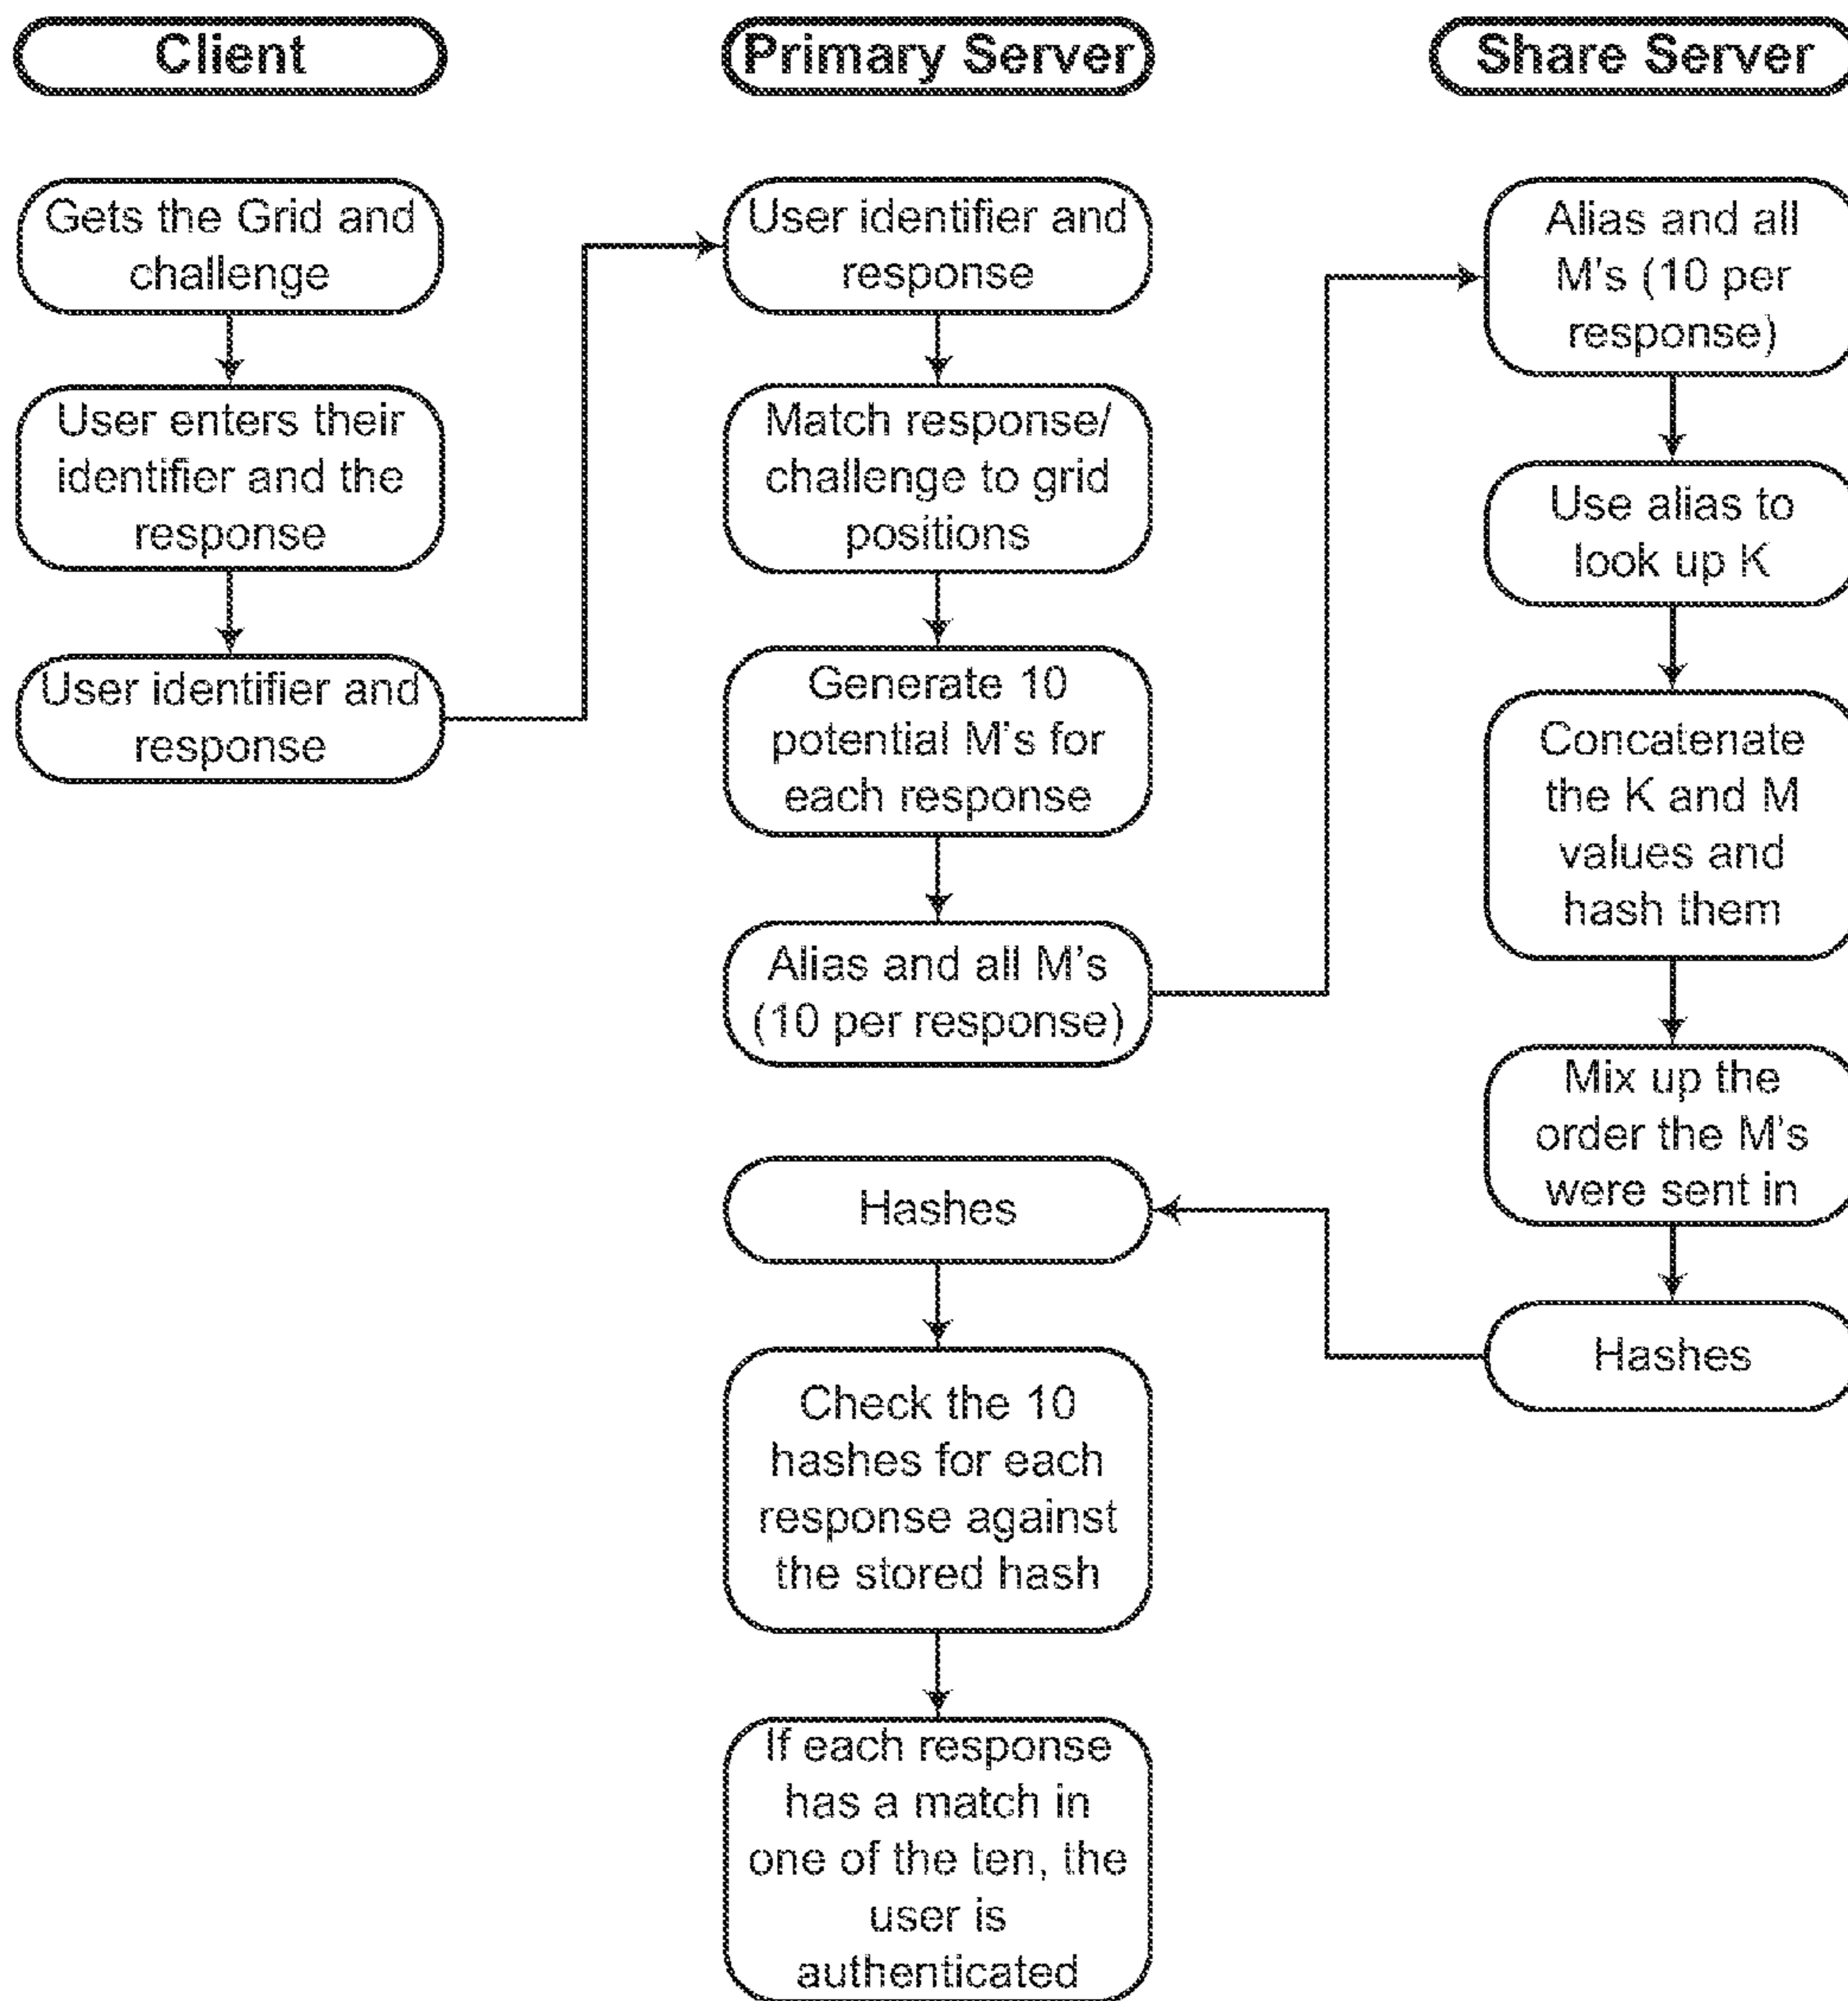 Client
Primary Server
Share Server
Gets the Grid and
challenge
User enters their
identifier and the
response
User identifier and
response
User identifier and
response
Match response/
challenge to grid
positions
Generate 10
potential M's for
each response
Alias and all M's
(10 per response)
Alias and all
M's (10 per
response)
Use alias to
look up K
Concatenate
the K and M
values and
hash them
Mix up the
order the M's
were sent in
Hashes
Hashes
Check the 10
hashes for each
response against
the stored hash
If each response
has a match in
one of the ten, the
user is
authenticated